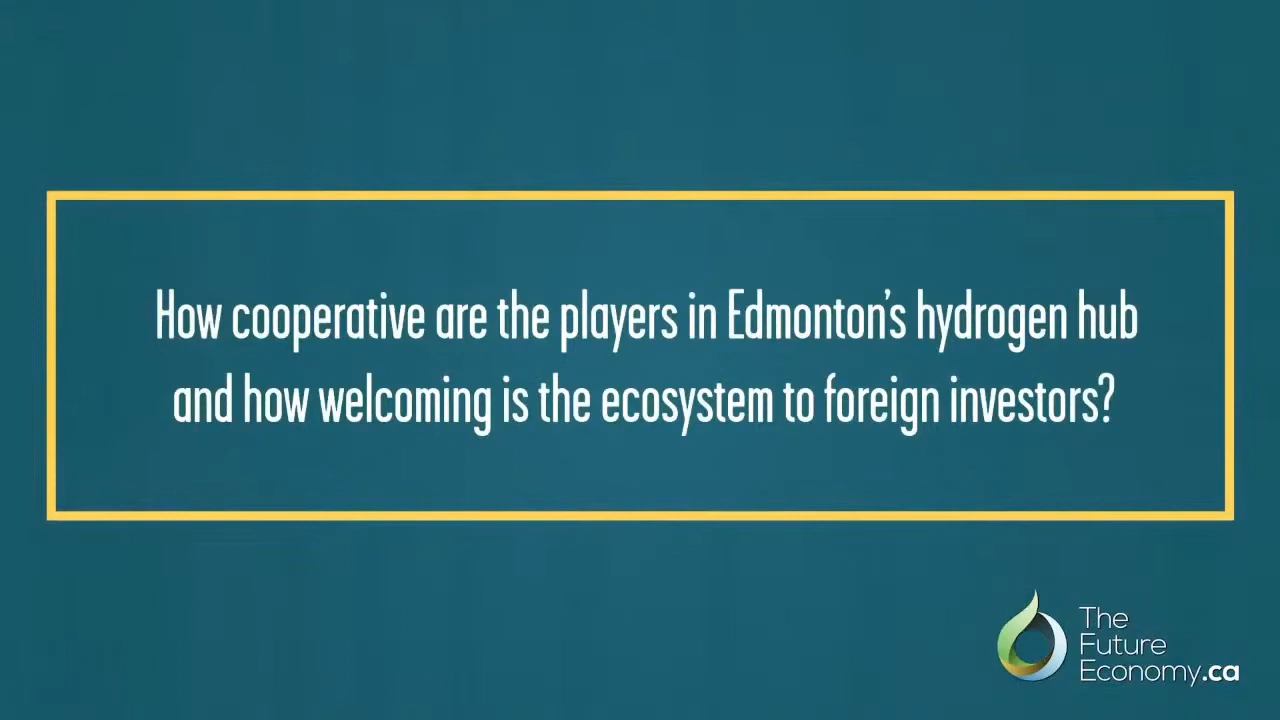 How cooperative are the players in Edmonton's hydrogen hub
and how welcoming is the ecosystem to foreign investors?
The
Future
Economy.ca